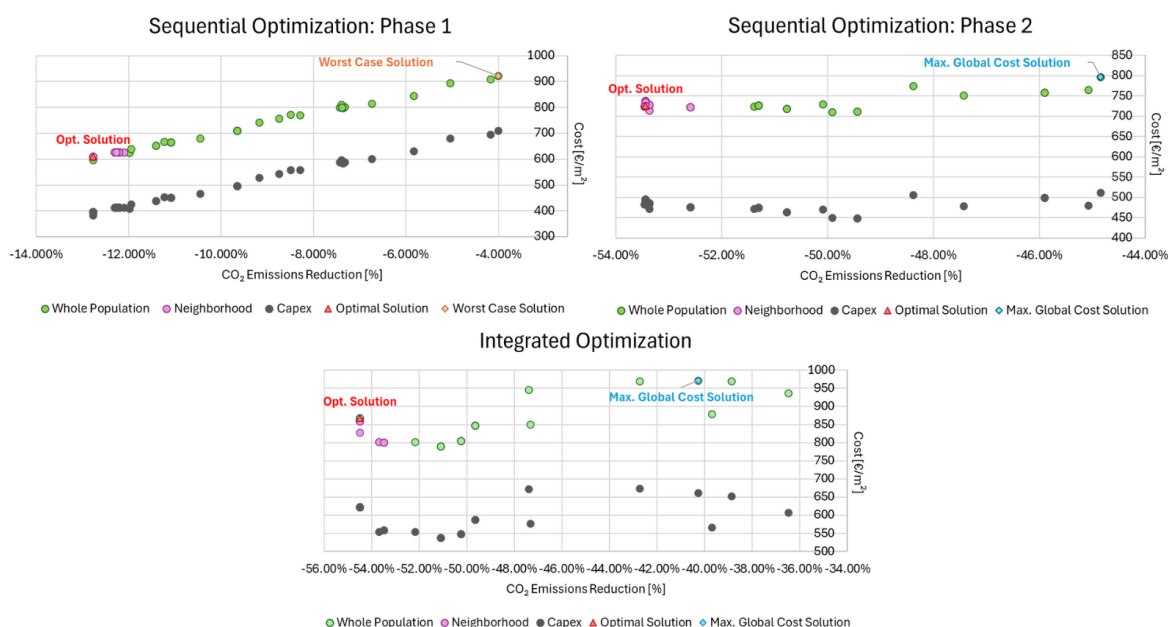 Sequential Optimization: Phase 1
1000
900
800
700
600
500
400
300
Cost [€/m²]
Worst Case Solution
Opt. Solution
-14.000% -12.000% -10.000% -8.000% -6.000% -4.000%
CO₂ Emissions Reduction [%]
Whole Population Neighborhood Capex Optimal Solution Worst Case Solution
Sequential Optimization: Phase 2
850
800
750
700
650
600
550
500
450
400
Cost [€/m²]
Max. Global Cost Solution
Opt. Solution
-54.00% -52.00% -50.00% -48.00% -46.00% -44.00%
CO₂ Emissions Reduction [%]
Whole Population Neighborhood Capex Optimal Solution Max. Global Cost Solution
Integrated Optimization
1000
950
900
850
800
750
700
650
600
550
500
Cost [€/m²]
Opt. Solution
Max. Global Cost Solution
-56.00% -54.00% -52.00% -50.00% -48.00% -46.00% -44.00% -42.00% -40.00% -38.00% -36.00% -34.00%
CO₂ Emissions Reduction [%]
Whole Population Neighborhood Capex Optimal Solution Max. Global Cost Solution